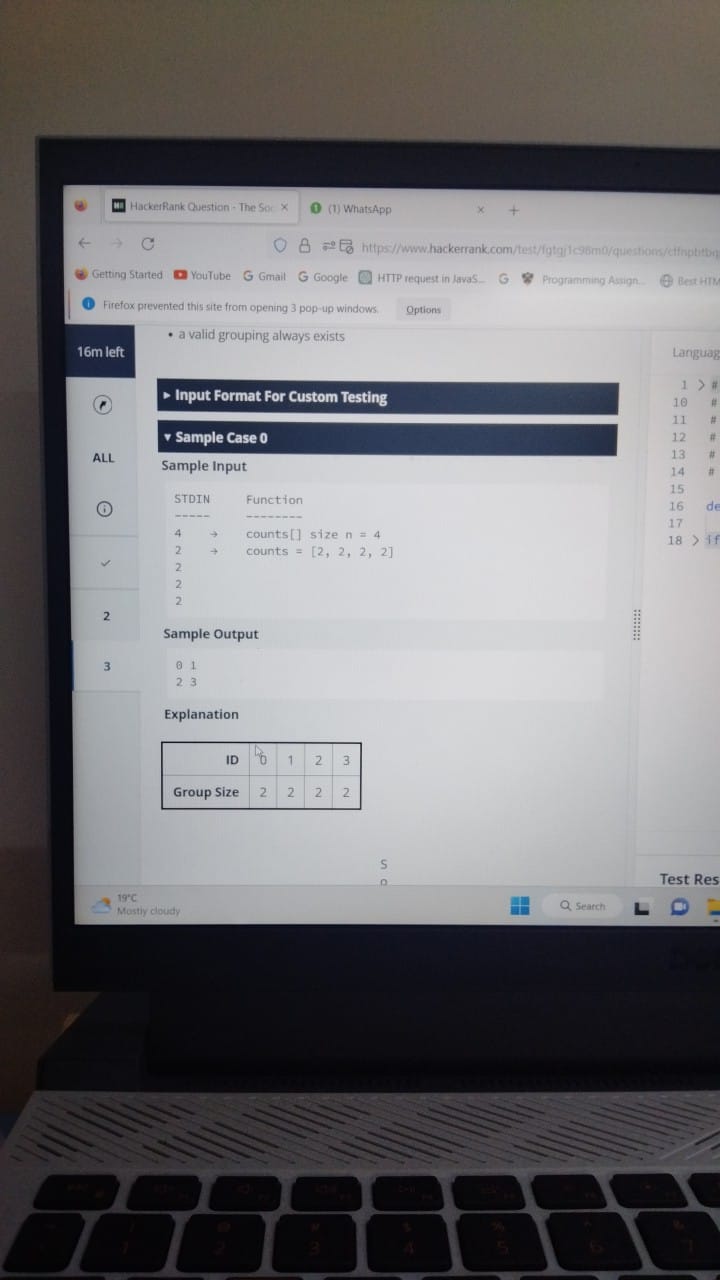 HackerRank Question - The Soc
(1) WhatsApp
https://www.hackerrank.com/test/fgtgj1c98m0/questions/
Getting Started YouTube Gmail Google HTTP request in JavaS... Programming Assign... Best HTM
Firefox prevented this site from opening 3 pop-up windows. Options
16m left
ALL
2
3
• a valid grouping always exists
▸ Input Format For Custom Testing
▾ Sample Case 0
Sample Input
STDIN Function
----- --------
4 → counts[] size n = 4
2 → counts = [2, 2, 2, 2]
2
2
2
Sample Output
0 1
2 3
Explanation
ID 0 1 2 3
Group Size 2 2 2 2
S
o
Languag
1 > #
10 #
11 #
12 #
13 #
14 #
15
16 de
17
18 > if
Test Res
19°C
Mostly cloudy
Search